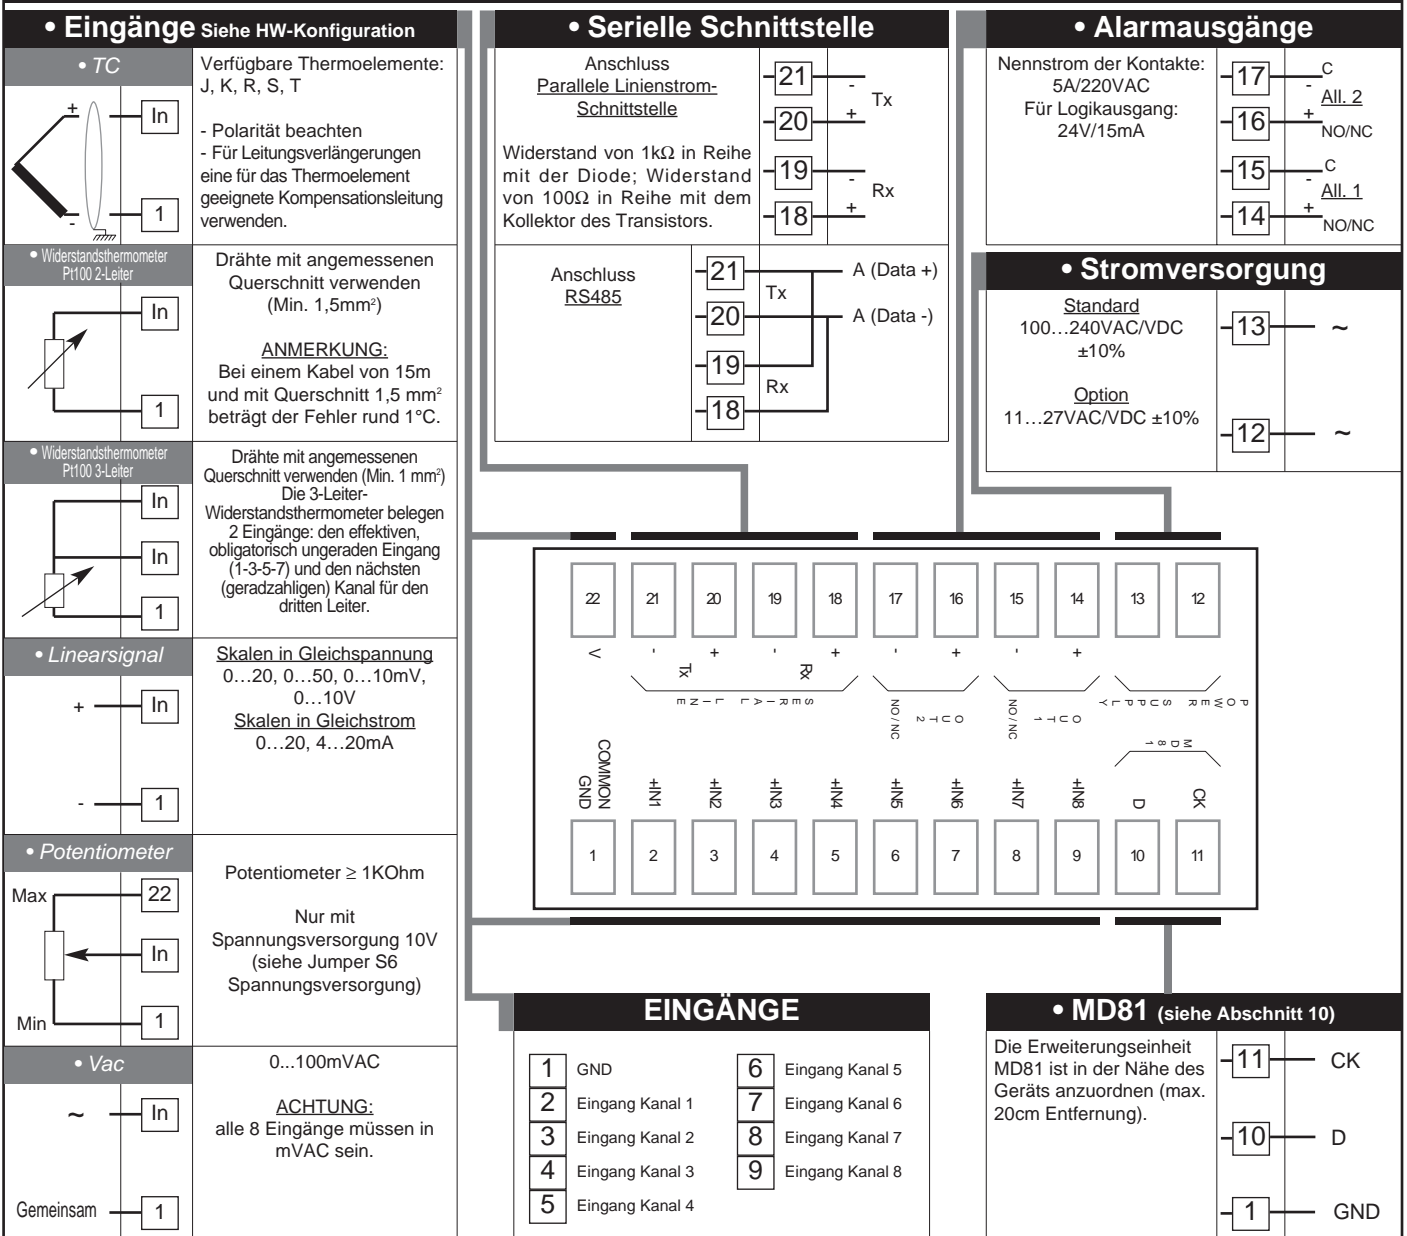 • Eingänge Siehe HW-Konfiguration
• TC
+
In
-
1
Verfügbare Thermoelemente:
J, K, R, S, T
- Polarität beachten
- Für Leitungsverlängerungen
eine für das Thermoelement
geeignete Kompensationsleitung
verwenden.
• Widerstandsthermometer
Pt100 2-Leiter
In
1
Drähte mit angemessenen
Querschnitt verwenden
(Min. 1,5mm²)
ANMERKUNG:
Bei einem Kabel von 15m
und mit Querschnitt 1,5 mm²
beträgt der Fehler rund 1°C.
• Widerstandsthermometer
Pt100 3-Leiter
In
In
1
Drähte mit angemessenen
Querschnitt verwenden (Min. 1 mm²)
Die 3-Leiter-
Widerstandsthermometer belegen
2 Eingänge: den effektiven,
obligatorisch ungeraden Eingang
(1-3-5-7) und den nächsten
(geradzahligen) Kanal für den
dritten Leiter.
• Linearsignal
+ In
- 1
Skalen in Gleichspannung
0…20, 0…50, 0…10mV,
0…10V
Skalen in Gleichstrom
0…20, 4…20mA
• Potentiometer
Max 22
In
Min 1
Potentiometer ≥ 1KOhm
Nur mit
Spannungsversorgung 10V
(siehe Jumper S6
Spannungsversorgung)
• Vac
~ In
Gemeinsam 1
0...100mVAC
ACHTUNG:
alle 8 Eingänge müssen in
mVAC sein.
• Serielle Schnittstelle
Anschluss
Parallele Linienstrom-
Schnittstelle
Widerstand von 1kΩ in Reihe
mit der Diode; Widerstand
von 100Ω in Reihe mit dem
Kollektor des Transistors.
21 -
Tx
20 +
19 -
Rx
18 +
Anschluss
RS485
21 A (Data +)
Tx
20 A (Data -)
19
Rx
18
• Alarmausgänge
Nennstrom der Kontakte:
5A/220VAC
Für Logikausgang:
24V/15mA
17 - C
All. 2
16 + NO/NC
15 - C
All. 1
14 + NO/NC
• Stromversorgung
Standard
100…240VAC/VDC
±10%
Option
11…27VAC/VDC ±10%
13 ~
12 ~
22 21 20 19 18 17 16 15 14 13 12
V - + - + - + - +
Tx Rx
SERIAL LINE
NO/NC
OUT 2
NO/NC
OUT 1
POWER SUPPLY
MD81
COMMON
GND
+IN1 +IN2 +IN3 +IN4 +IN5 +IN6 +IN7 +IN8 D CK
1 2 3 4 5 6 7 8 9 10 11
EINGÄNGE
1 GND
2 Eingang Kanal 1
3 Eingang Kanal 2
4 Eingang Kanal 3
5 Eingang Kanal 4
6 Eingang Kanal 5
7 Eingang Kanal 6
8 Eingang Kanal 7
9 Eingang Kanal 8
• MD81 (siehe Abschnitt 10)
Die Erweiterungseinheit
MD81 ist in der Nähe des
Geräts anzuordnen (max.
20cm Entfernung).
11 CK
10 D
1 GND